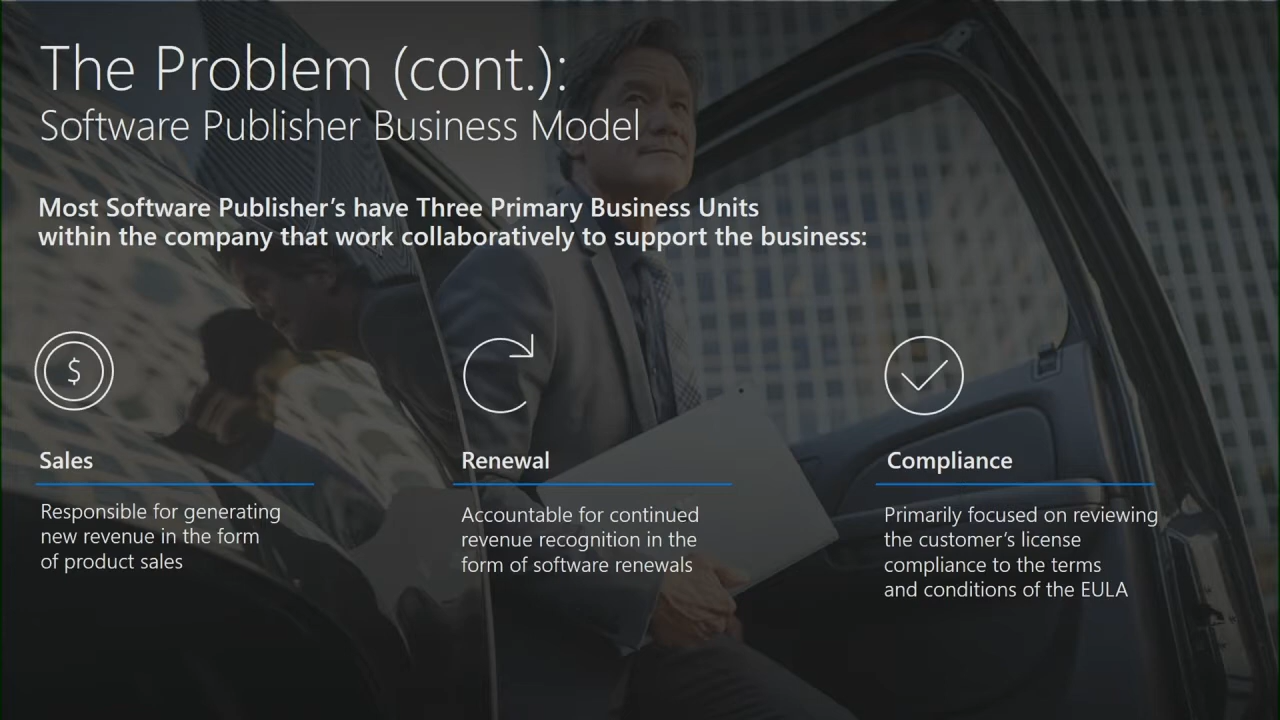 The Problem (cont.):
Software Publisher Business Model
Most Software Publisher’s have Three Primary Business Units
within the company that work collaboratively to support the business:
$
Sales
Responsible for generating
new revenue in the form
of product sales
Renewal
Accountable for continued
revenue recognition in the
form of software renewals
Compliance
Primarily focused on reviewing
the customer’s license
compliance to the terms
and conditions of the EULA